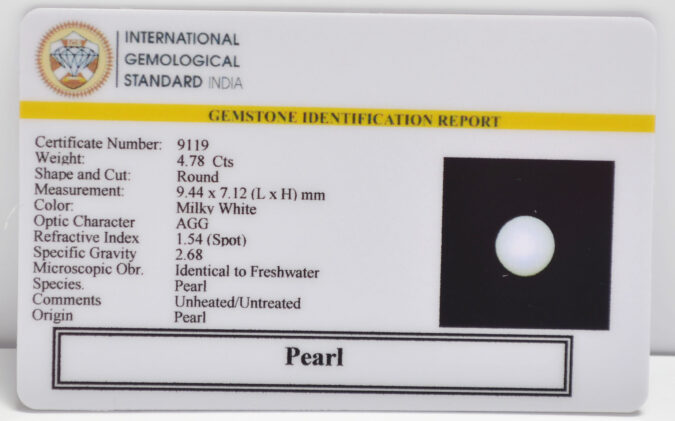 INTERNATIONAL
GEMOLOGICAL
STANDARD INDIA
GEMSTONE IDENTIFICATION REPORT
Certificate Number: 9119
Weight: 4.78 Cts
Shape and Cut: Round
Measurement: 9.44 x 7.12 (L x H) mm
Color: Milky White
Optic Character AGG
Refractive Index 1.54 (Spot)
Specific Gravity 2.68
Microscopic Obr. Identical to Freshwater
Species. Pearl
Comments Unheated/Untreated
Origin Pearl
Pearl